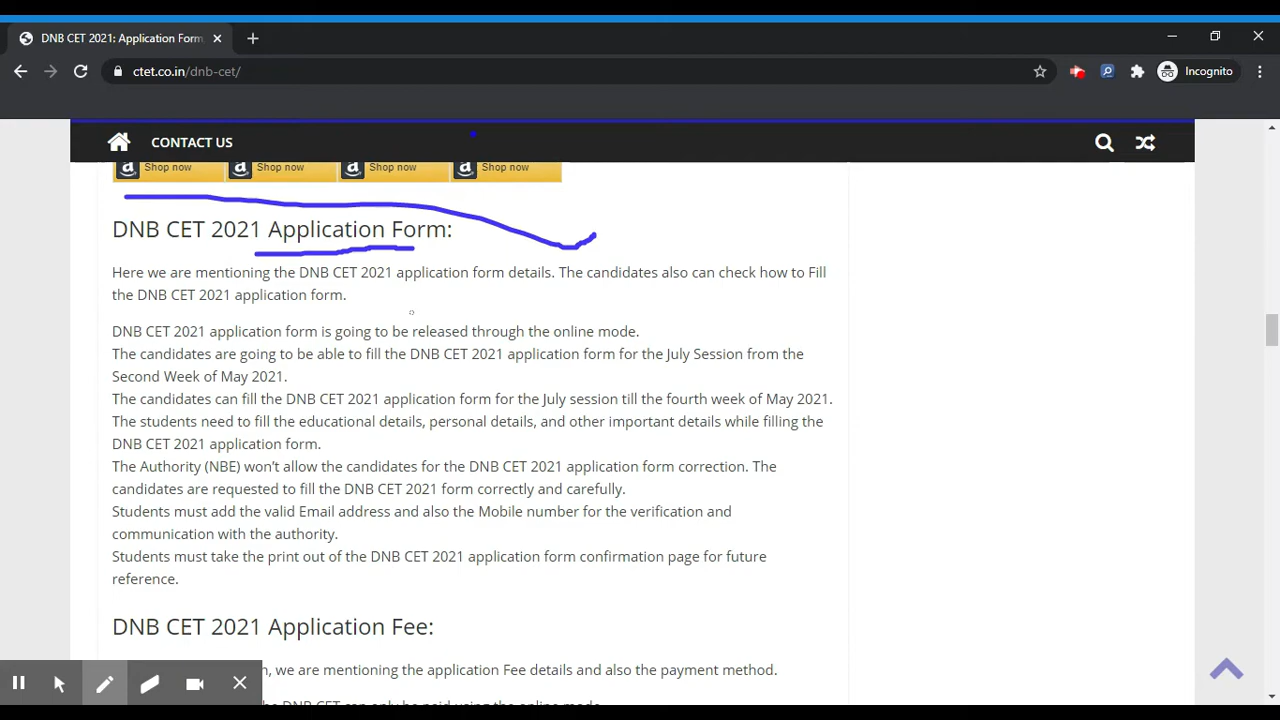 DNB CET 2021: Application Form
ctet.co.in/dnb-cet/
Incognito
CONTACT US
Shop now Shop now Shop now Shop now
DNB CET 2021 Application Form:
Here we are mentioning the DNB CET 2021 application form details. The candidates also can check how to Fill
the DNB CET 2021 application form.
DNB CET 2021 application form is going to be released through the online mode.
The candidates are going to be able to fill the DNB CET 2021 application form for the July Session from the
Second Week of May 2021.
The candidates can fill the DNB CET 2021 application form for the July session till the fourth week of May 2021.
The students need to fill the educational details, personal details, and other important details while filling the
DNB CET 2021 application form.
The Authority (NBE) won’t allow the candidates for the DNB CET 2021 application form correction. The
candidates are requested to fill the DNB CET 2021 form correctly and carefully.
Students must add the valid Email address and also the Mobile number for the verification and
communication with the authority.
Students must take the print out of the DNB CET 2021 application form confirmation page for future
reference.
DNB CET 2021 Application Fee:
we are mentioning the application Fee details and also the payment method.
the DNB CET can only be paid using the online mode